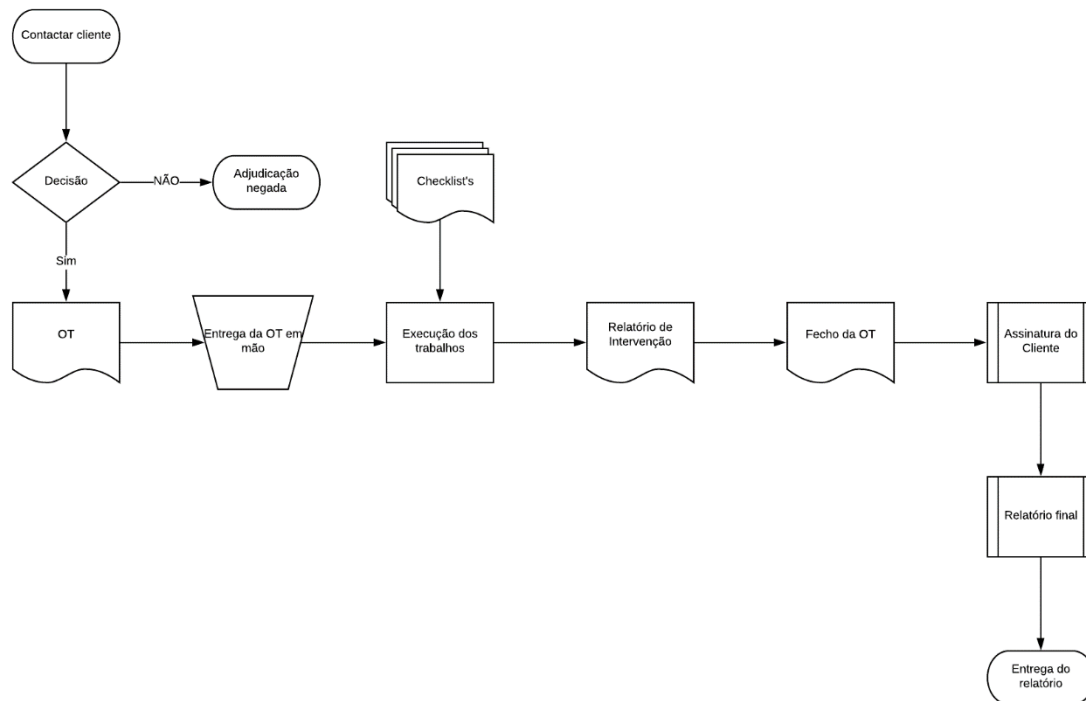 Contactar cliente
Decisão
NÃO
Adjudicação
negada
Checklist's
Sim
OT
Entrega da OT em
mão
Execução dos
trabalhos
Relatório de
Intervenção
Fecho da OT
Assinatura do
Cliente
Relatório final
Entrega do
relatório